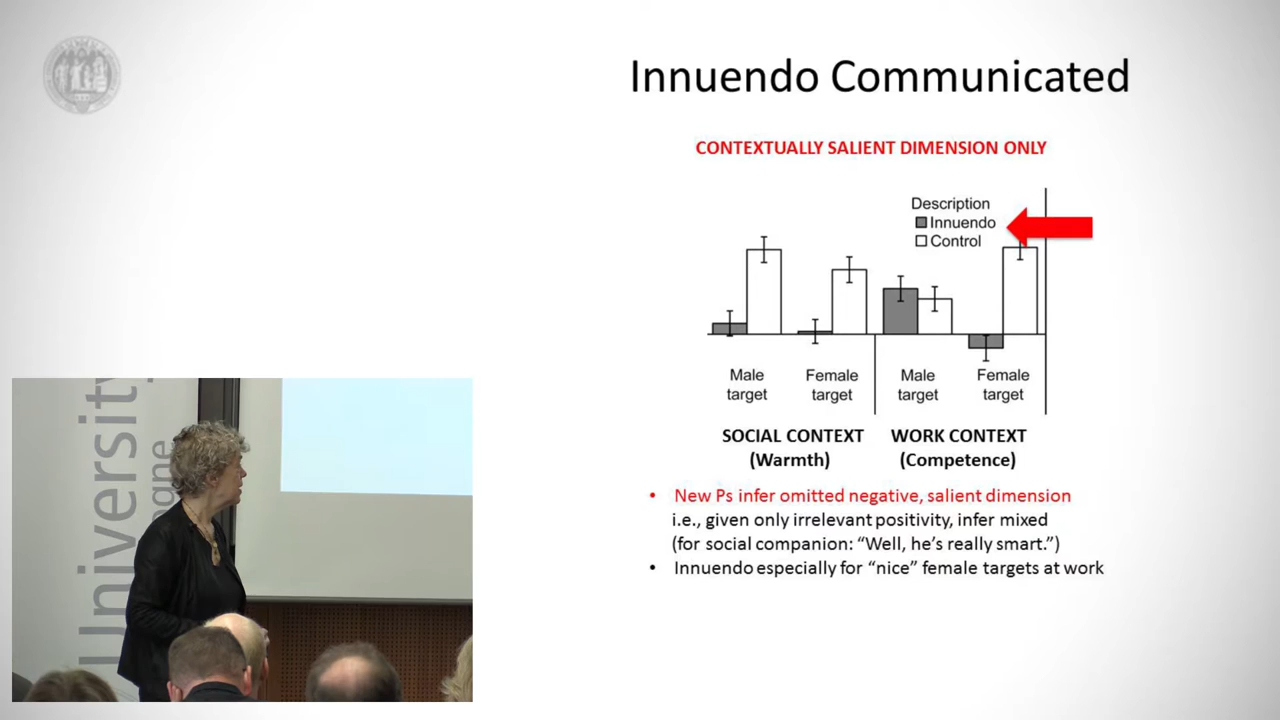 Innuendo Communicated
CONTEXTUALLY SALIENT DIMENSION ONLY
Description
Innuendo
Control
Male target
Female target
Male target
Female target
SOCIAL CONTEXT
(Warmth)
WORK CONTEXT
(Competence)
• New Ps infer omitted negative, salient dimension
i.e., given only irrelevant positivity, infer mixed
(for social companion: “Well, he’s really smart.”)
• Innuendo especially for “nice” female targets at work
University